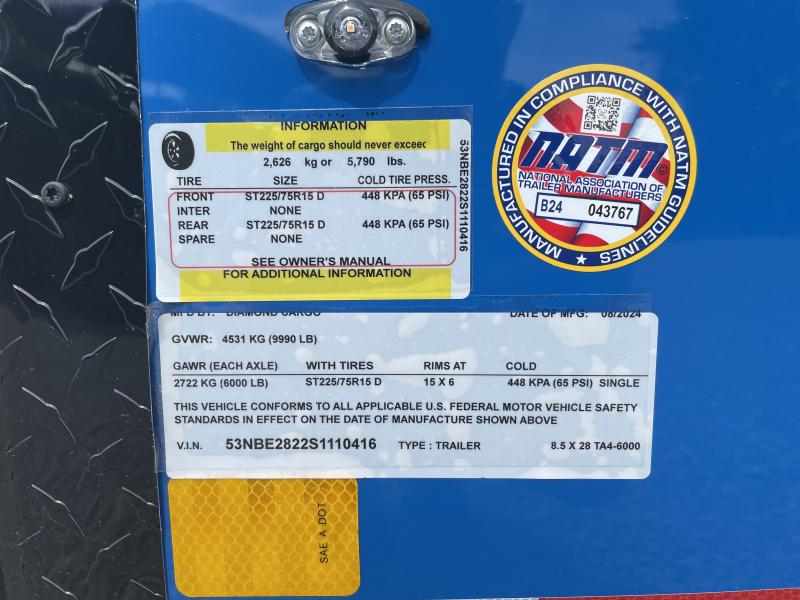 INFORMATION
The weight of cargo should never exceed
2,626 kg or 5,790 lbs.
TIRE SIZE COLD TIRE PRESS.
FRONT ST225/75R15 D 448 KPA (65 PSI)
INTER NONE
REAR ST225/75R15 D 448 KPA (65 PSI)
SPARE NONE
SEE OWNER'S MANUAL
FOR ADDITIONAL INFORMATION
53NBE2822S1110416
MANUFACTURED IN COMPLIANCE WITH NATM GUIDELINES
NATM
NATIONAL ASSOCIATION OF
TRAILER MANUFACTURERS
B24 043767
MFD BY: DIAMOND CARGO DATE OF MFG: 08/2024
GVWR: 4531 KG (9990 LB)
GAWR (EACH AXLE) WITH TIRES RIMS AT COLD
2722 KG (6000 LB) ST225/75R15 D 15 X 6 448 KPA (65 PSI) SINGLE
THIS VEHICLE CONFORMS TO ALL APPLICABLE U.S. FEDERAL MOTOR VEHICLE SAFETY
STANDARDS IN EFFECT ON THE DATE OF MANUFACTURE SHOWN ABOVE
V.I.N. 53NBE2822S1110416 TYPE : TRAILER 8.5 X 28 TA4-6000
SAE A DOT